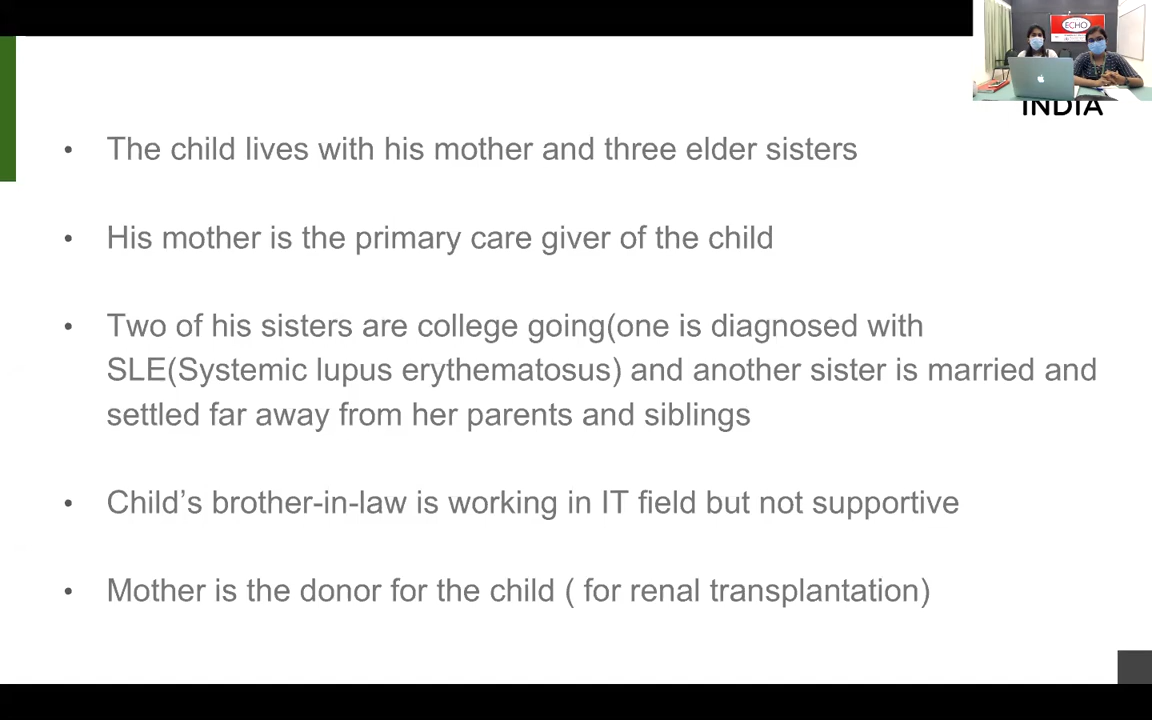 ECHO
INDIA
• The child lives with his mother and three elder sisters
• His mother is the primary care giver of the child
• Two of his sisters are college going(one is diagnosed with
SLE(Systemic lupus erythematosus) and another sister is married and
settled far away from her parents and siblings
• Child’s brother-in-law is working in IT field but not supportive
• Mother is the donor for the child ( for renal transplantation)